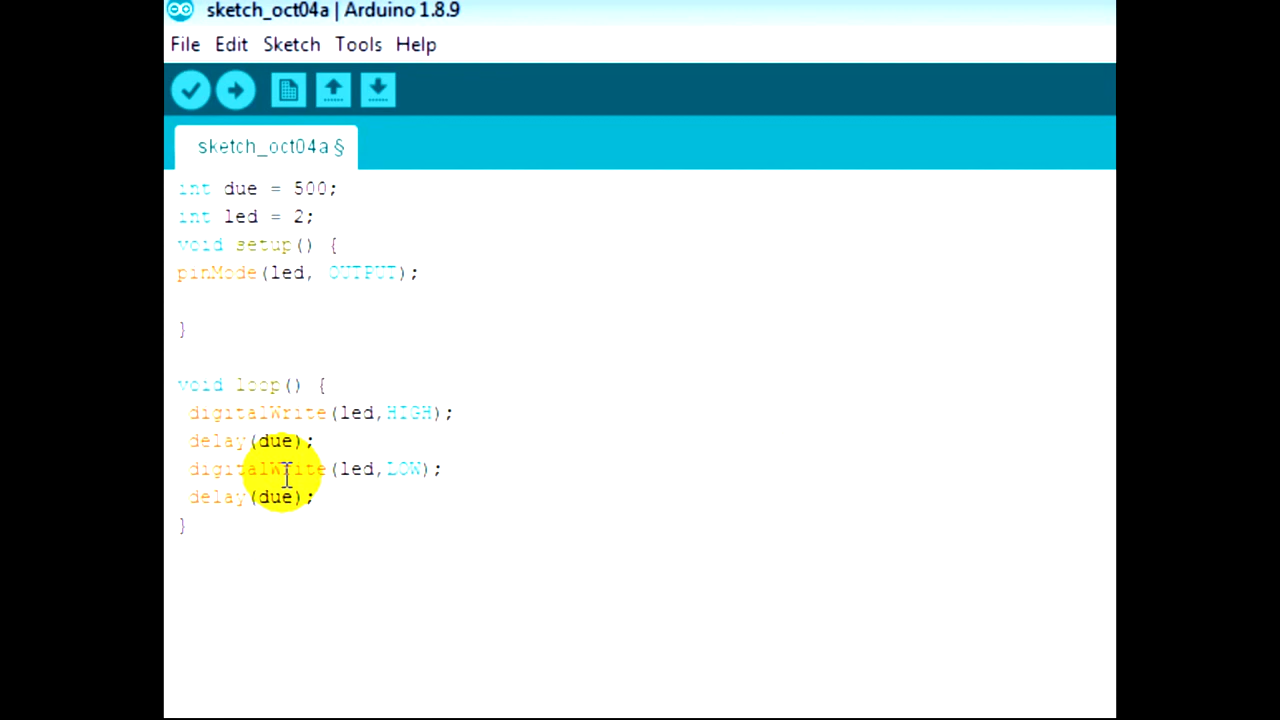 sketch_oct04a | Arduino 1.8.9
File Edit Sketch Tools Help
sketch_oct04a §
int due = 500;
int led = 2;
void setup() {
pinMode(led, OUTPUT);
}
void loop() {
digitalWrite(led,HIGH);
delay(due);
digitalWrite(led,LOW);
delay(due);
}